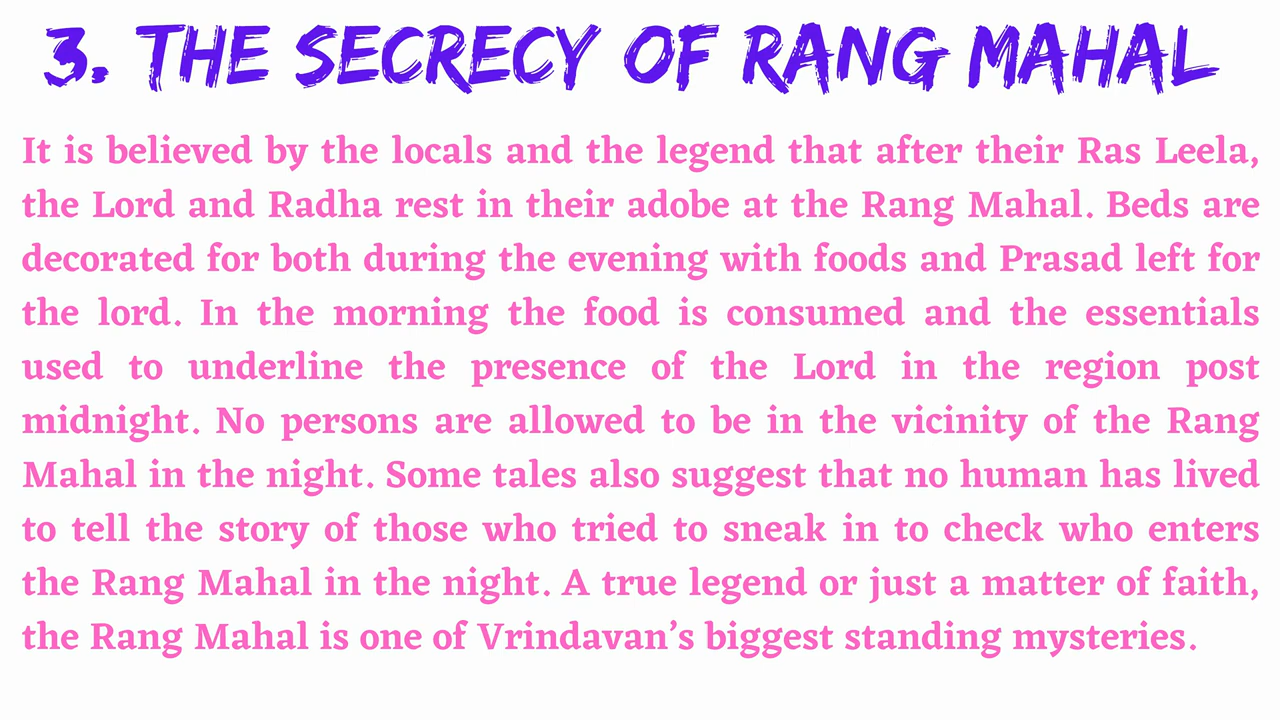 3. THE SECRECY OF RANG MAHAL
It is believed by the locals and the legend that after their Ras Leela,
the Lord and Radha rest in their adobe at the Rang Mahal. Beds are
decorated for both during the evening with foods and Prasad left for
the lord. In the morning the food is consumed and the essentials
used to underline the presence of the Lord in the region post
midnight. No persons are allowed to be in the vicinity of the Rang
Mahal in the night. Some tales also suggest that no human has lived
to tell the story of those who tried to sneak in to check who enters
the Rang Mahal in the night. A true legend or just a matter of faith,
the Rang Mahal is one of Vrindavan’s biggest standing mysteries.